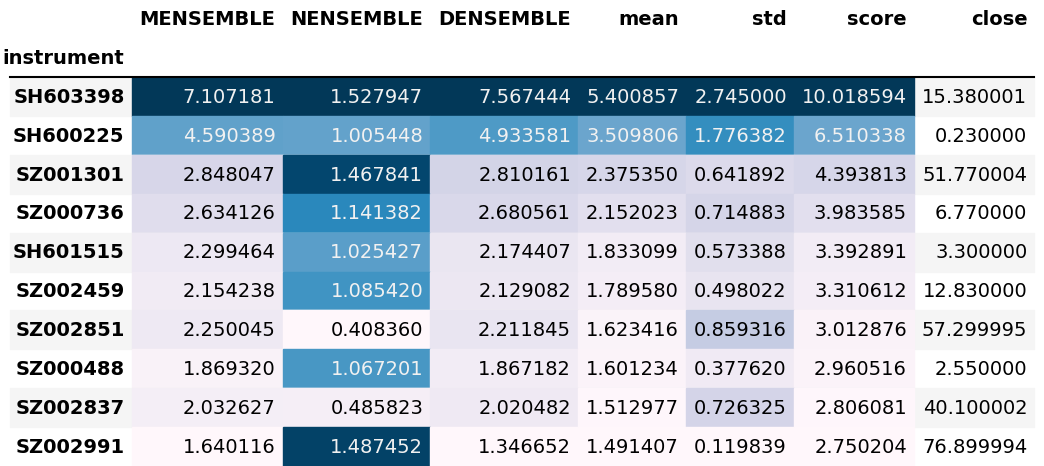 MENSEMBLE NENSEMBLE DENSEMBLE mean std score close
instrument
SH603398 7.107181 1.527947 7.567444 5.400857 2.745000 10.018594 15.380001
SH600225 4.590389 1.005448 4.933581 3.509806 1.776382 6.510338 0.230000
SZ001301 2.848047 1.467841 2.810161 2.375350 0.641892 4.393813 51.770004
SZ000736 2.634126 1.141382 2.680561 2.152023 0.714883 3.983585 6.770000
SH601515 2.299464 1.025427 2.174407 1.833099 0.573388 3.392891 3.300000
SZ002459 2.154238 1.085420 2.129082 1.789580 0.498022 3.310612 12.830000
SZ002851 2.250045 0.408360 2.211845 1.623416 0.859316 3.012876 57.299995
SZ000488 1.869320 1.067201 1.867182 1.601234 0.377620 2.960516 2.550000
SZ002837 2.032627 0.485823 2.020482 1.512977 0.726325 2.806081 40.100002
SZ002991 1.640116 1.487452 1.346652 1.491407 0.119839 2.750204 76.899994